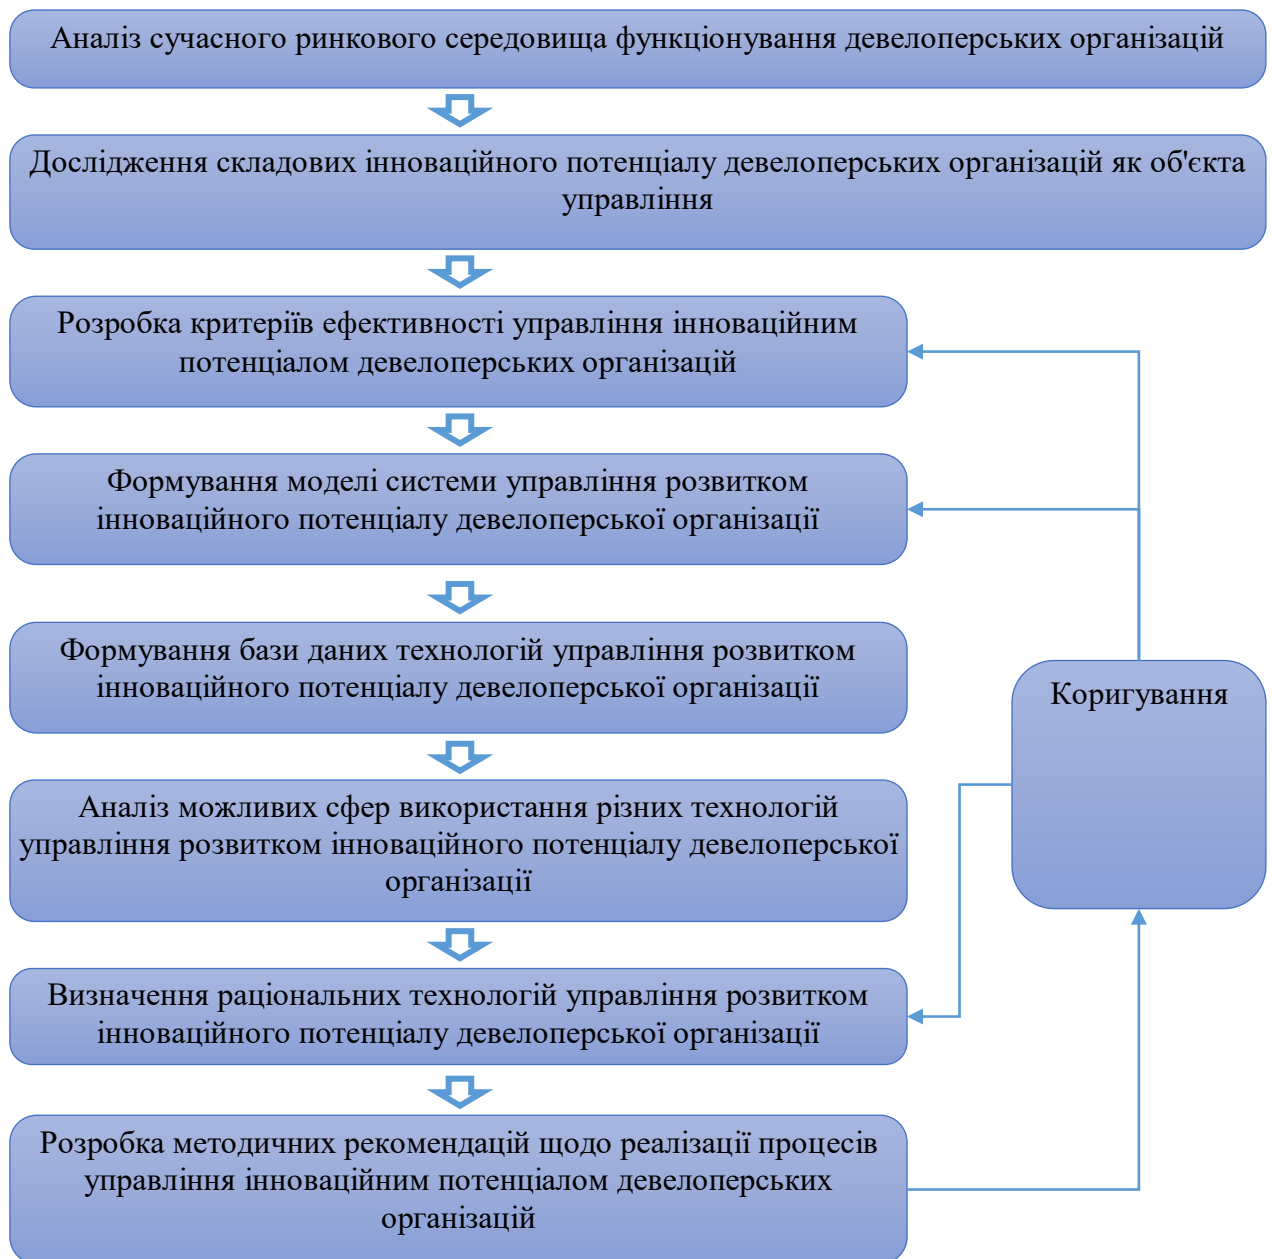 Аналіз сучасного ринкового середовища функціонування девелоперських організацій
Дослідження складових інноваційного потенціалу девелоперських організацій як об'єкта
управління
Розробка критеріїв ефективності управління інноваційним
потенціалом девелоперських організацій
Формування моделі системи управління розвитком
інноваційного потенціалу девелоперської організації
Формування бази даних технологій управління розвитком
інноваційного потенціалу девелоперської організації
Коригування
Аналіз можливих сфер використання різних технологій
управління розвитком інноваційного потенціалу девелоперської
організації
Визначення раціональних технологій управління розвитком
інноваційного потенціалу девелоперської організації
Розробка методичних рекомендацій щодо реалізації процесів
управління інноваційним потенціалом девелоперських
організацій